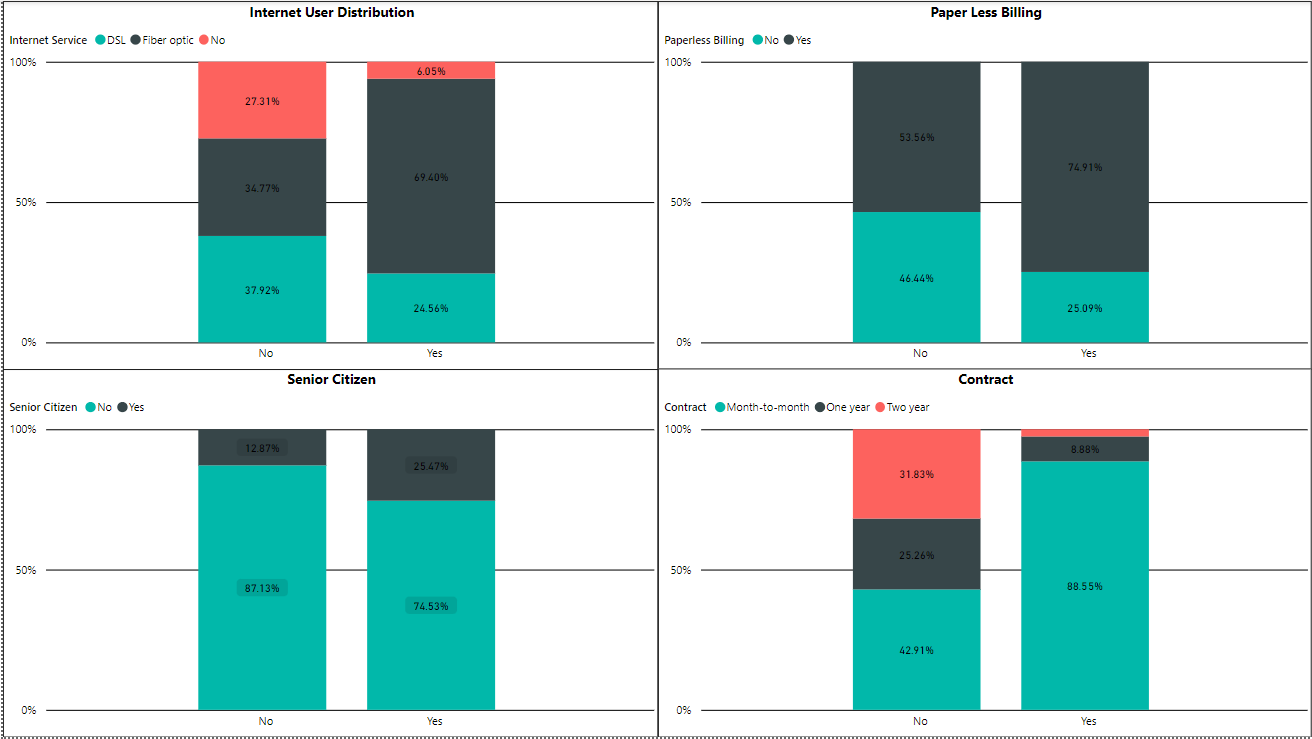 Internet User Distribution
Internet Service DSL Fiber optic No
100%
50%
0%
27.31%
34.77%
37.92%
6.05%
69.40%
24.56%
No Yes
Paper Less Billing
Paperless Billing No Yes
100%
50%
0%
53.56%
46.44%
74.91%
25.09%
No Yes
Senior Citizen
Senior Citizen No Yes
100%
50%
0%
12.87%
87.13%
25.47%
74.53%
No Yes
Contract
Contract Month-to-month One year Two year
100%
50%
0%
31.83%
25.26%
42.91%
8.88%
88.55%
No Yes